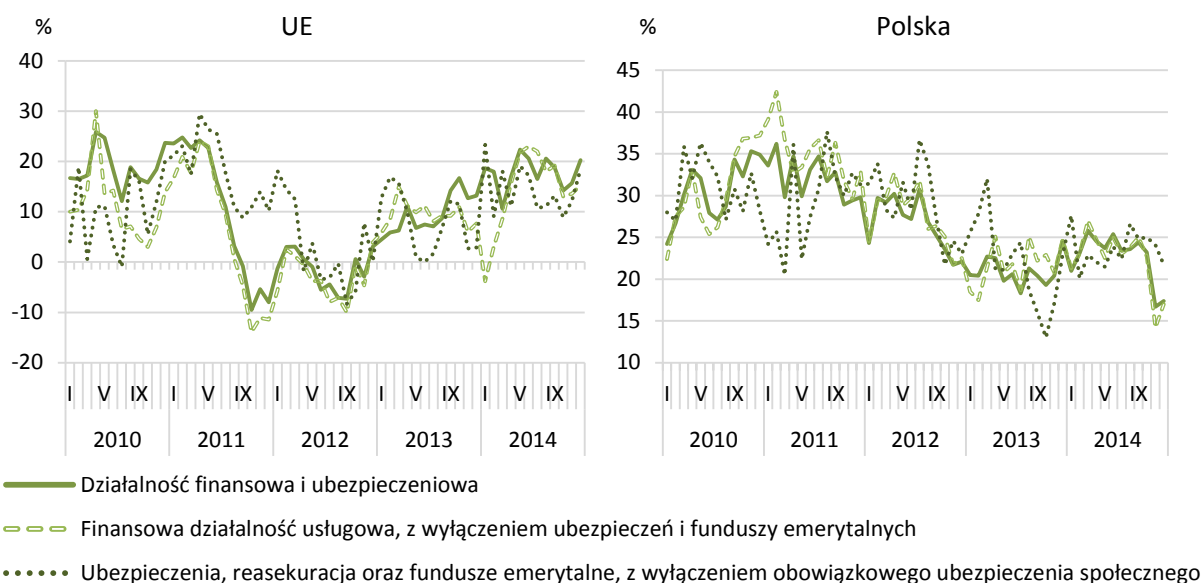 % UE
40
30
20
10
0
-10
-20
I V IX I V IX I V IX I V IX I V IX
2010 2011 2012 2013 2014
% Polska
45
40
35
30
25
20
15
10
I V IX I V IX I V IX I V IX I V IX
2010 2011 2012 2013 2014
Działalność finansowa i ubezpieczeniowa
Finansowa działalność usługowa, z wyłączeniem ubezpieczeń i funduszy emerytalnych
Ubezpieczenia, reasekuracja oraz fundusze emerytalne, z wyłączeniem obowiązkowego ubezpieczenia społecznego